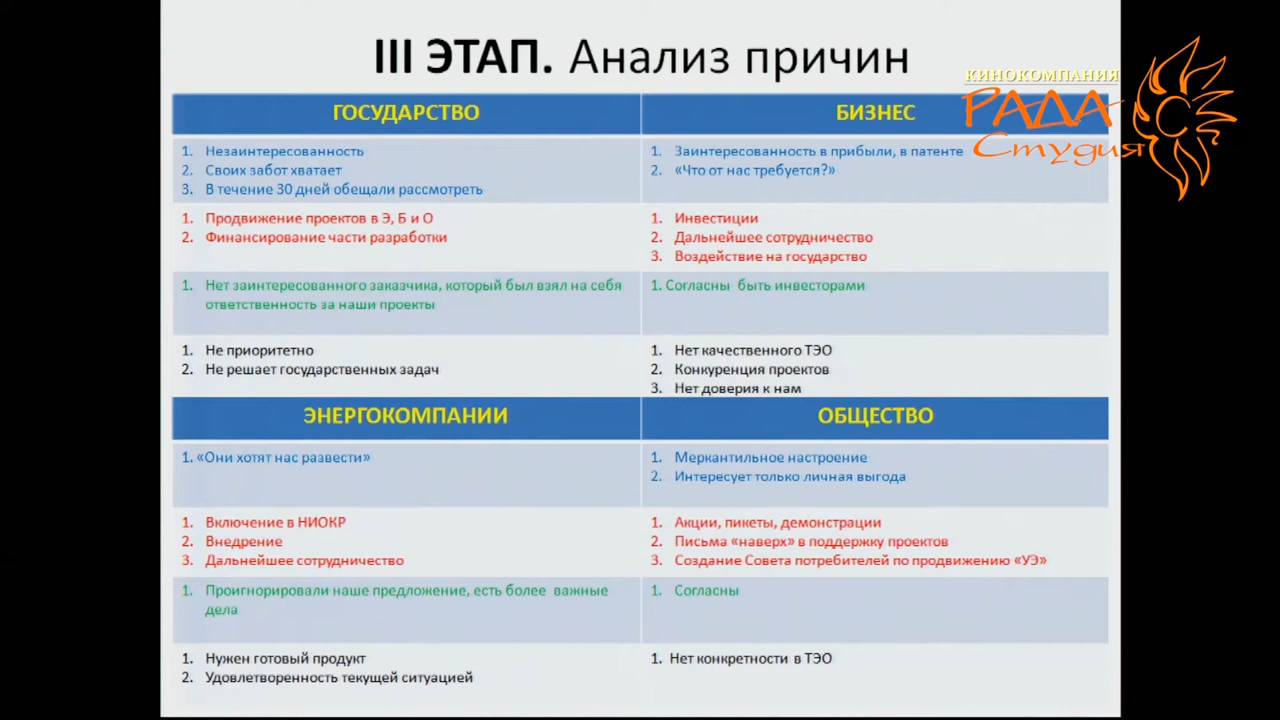 III ЭТАП. Анализ причин
КИНОКОМПАНИЯ
РАДА
Студия
ГОСУДАРСТВО
БИЗНЕС
1. Незаинтересованность
2. Своих забот хватает
3. В течение 30 дней обещали рассмотреть
1. Заинтересованность в прибыли, в патенте
2. «Что от нас требуется?»
1. Продвижение проектов в Э, Б и О
2. Финансирование части разработки
1. Инвестиции
2. Дальнейшее сотрудничество
3. Воздействие на государство
1. Нет заинтересованного заказчика, который был взял на себя
ответственность за наши проекты
1. Согласны быть инвесторами
1. Не приоритетно
2. Не решает государственных задач
1. Нет качественного ТЭО
2. Конкуренция проектов
3. Нет доверия к нам
ЭНЕРГОКОМПАНИИ
ОБЩЕСТВО
1. «Они хотят нас развести»
1. Меркантильное настроение
2. Интересует только личная выгода
1. Включение в НИОКР
2. Внедрение
3. Дальнейшее сотрудничество
1. Акции, пикеты, демонстрации
2. Письма «наверх» в поддержку проектов
3. Создание Совета потребителей по продвижению «УЭ»
1. Проигнорировали наше предложение, есть более важные
дела
1. Согласны
1. Нужен готовый продукт
2. Удовлетворенность текущей ситуацией
1. Нет конкретности в ТЭО